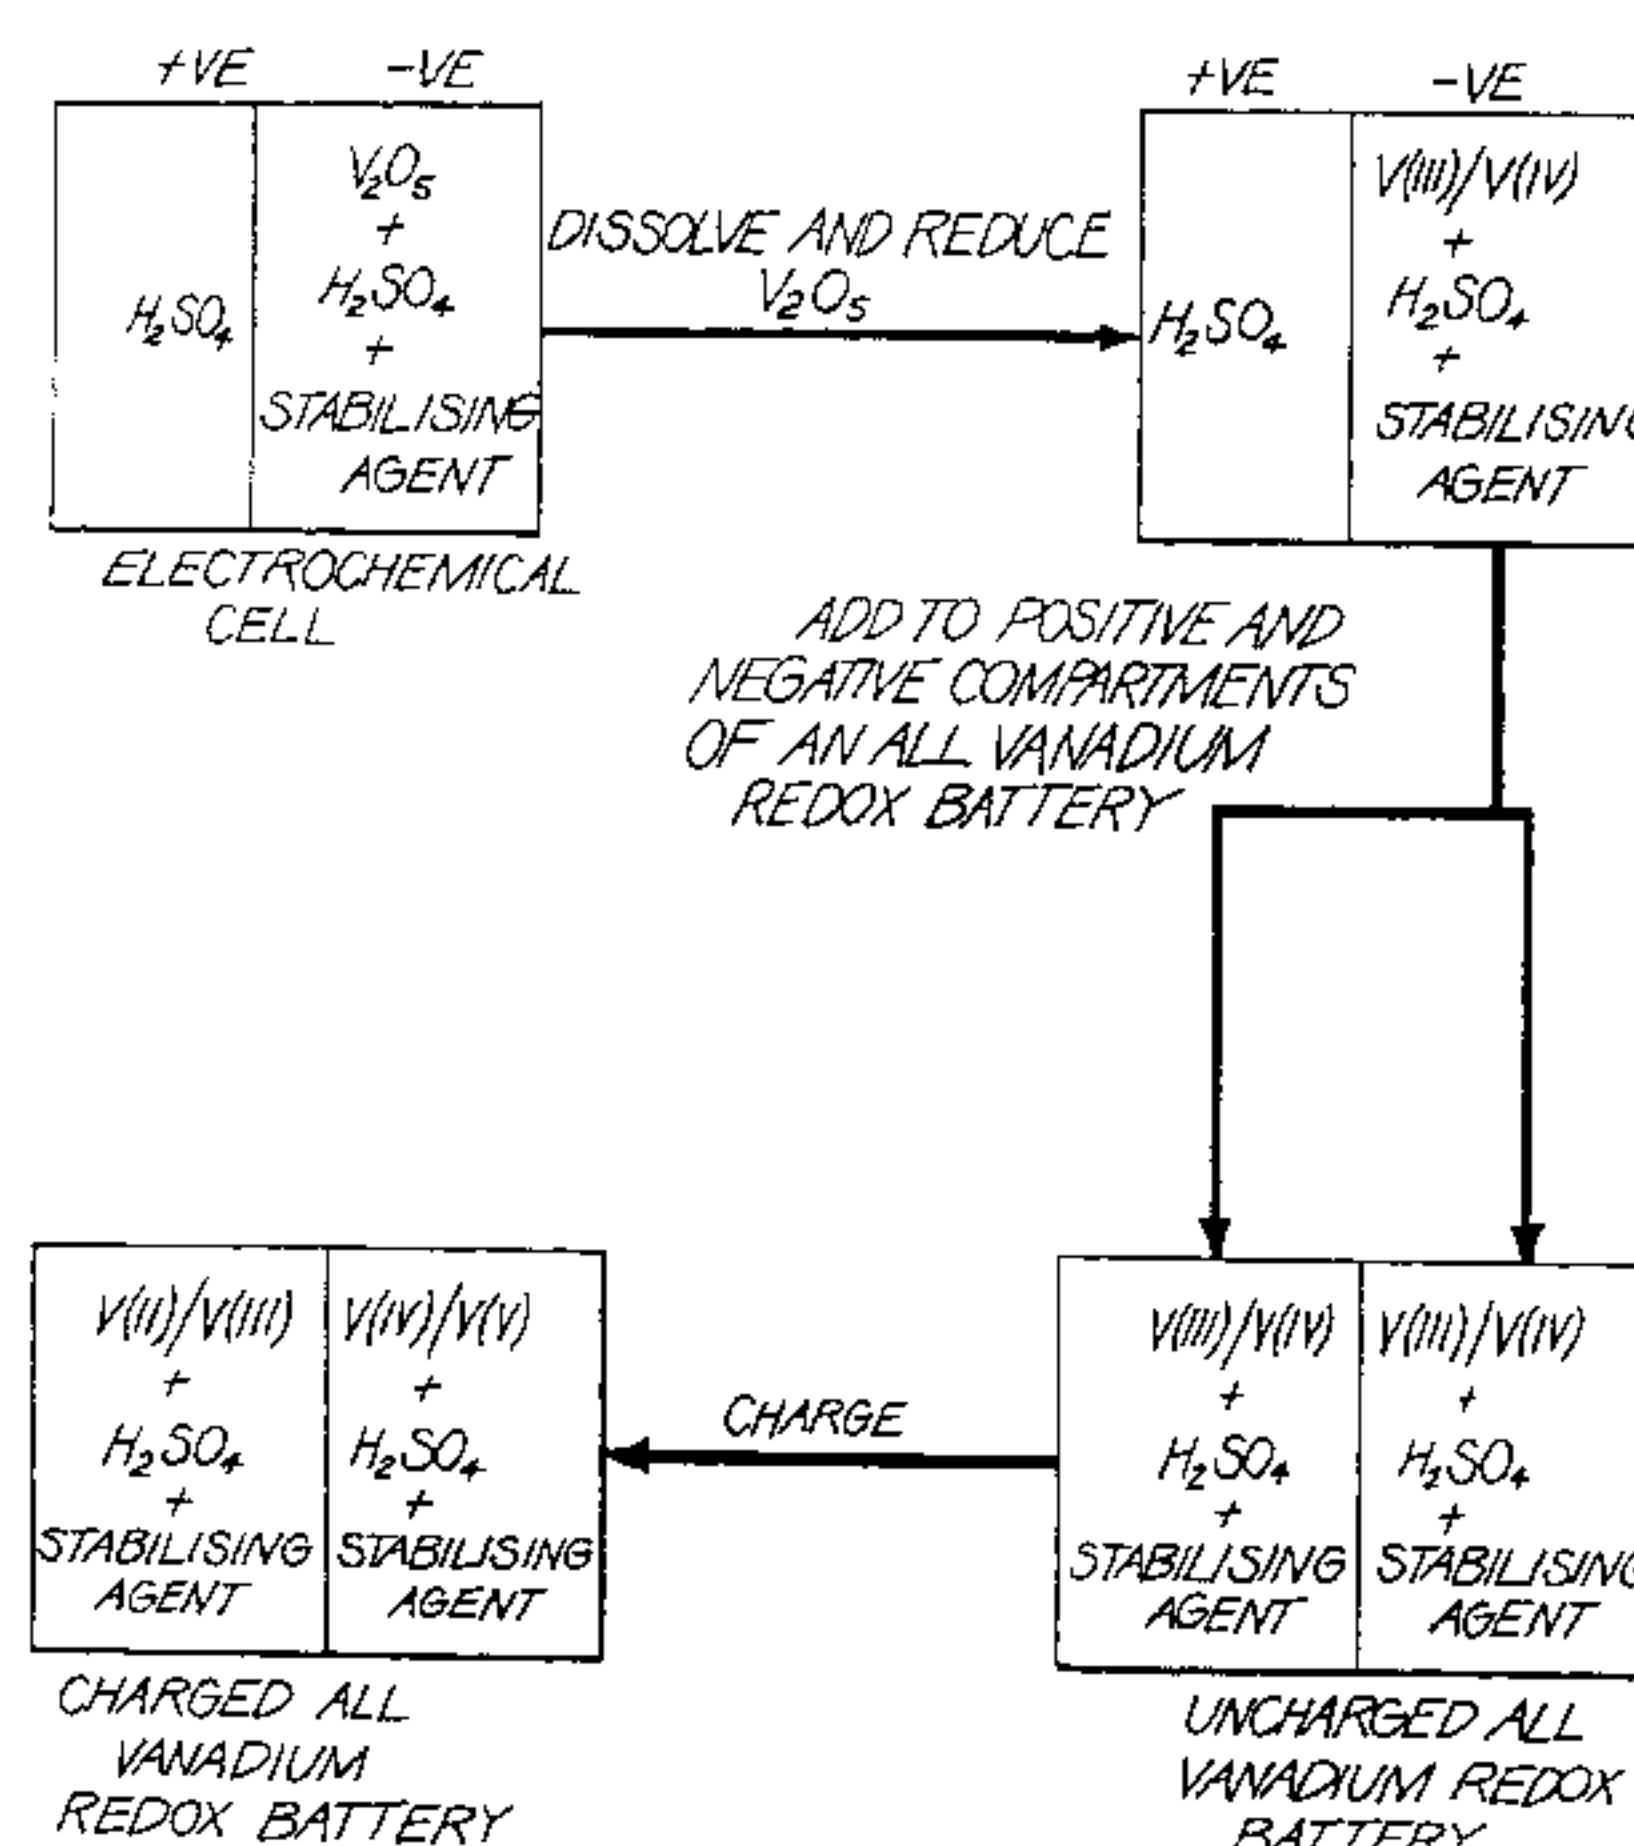 +VE -VE
H₂SO₄
V₂O₅
+
H₂SO₄
+
STABILISING
AGENT
ELECTROCHEMICAL
CELL
DISSOLVE AND REDUCE
V₂O₅
+VE -VE
H₂SO₄
V(III)/V(IV)
+
H₂SO₄
+
STABILISING
AGENT
ADD TO POSITIVE AND
NEGATIVE COMPARTMENTS
OF AN ALL VANADIUM
REDOX BATTERY
V(III)/V(IV)
+
H₂SO₄
+
STABILISING
AGENT
V(III)/V(IV)
+
H₂SO₄
+
STABILISING
AGENT
UNCHARGED ALL
VANADIUM REDOX
BATTERY
CHARGE
V(II)/V(III)
+
H₂SO₄
+
STABILISING
AGENT
V(IV)/V(V)
+
H₂SO₄
+
STABILISING
AGENT
CHARGED ALL
VANADIUM
REDOX BATTERY